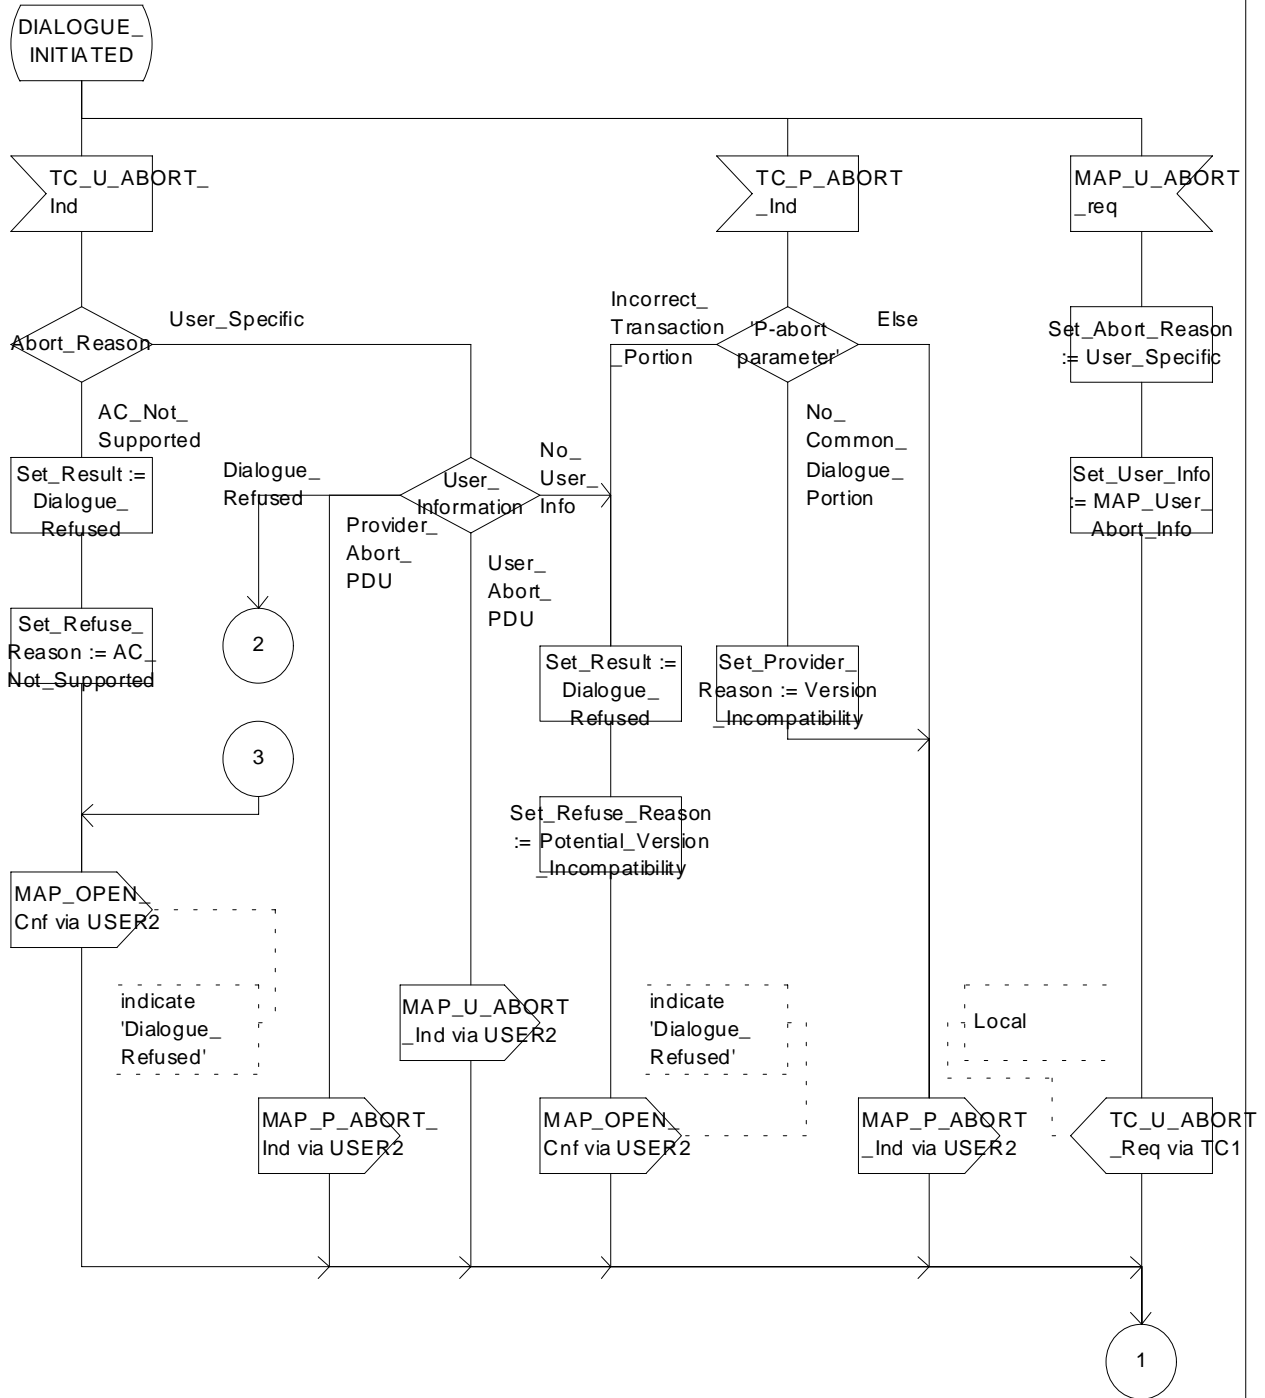 DIALOGUE_
INITIATED
TC_U_ABORT_
Ind
TC_P_ABORT
_Ind
MAP_U_ABORT
_req
Abort_Reason
User_Specific
Incorrect_
Transaction
_Portion
'P-abort
parameter'
Else
Set_Abort_Reason
:= User_Specific
AC_Not_
Supported
No_
Common_
Dialogue_
Portion
Set_Result :=
Dialogue_
Refused
Dialogue_
Refused
Provider_
Abort_
PDU
User_
Information
No_
User_
Info
User_
Abort_
PDU
Set_User_Info
:= MAP_User_
Abort_Info
Set_Refuse_
Reason := AC_
Not_Supported
2
Set_Result :=
Dialogue_
Refused
Set_Provider_
Reason := Version
_Incompatibility
3
Set_Refuse_Reason
:= Potential_Version
_Incompatibility
MAP_OPEN_
Cnf via USER2
indicate
'Dialogue_
Refused'
MAP_U_ABORT
_Ind via USER2
indicate
'Dialogue_
Refused'
Local
MAP_P_ABORT_
Ind via USER2
MAP_OPEN_
Cnf via USER2
MAP_P_ABORT
_Ind via USER2
TC_U_ABORT
_Req via TC1
1